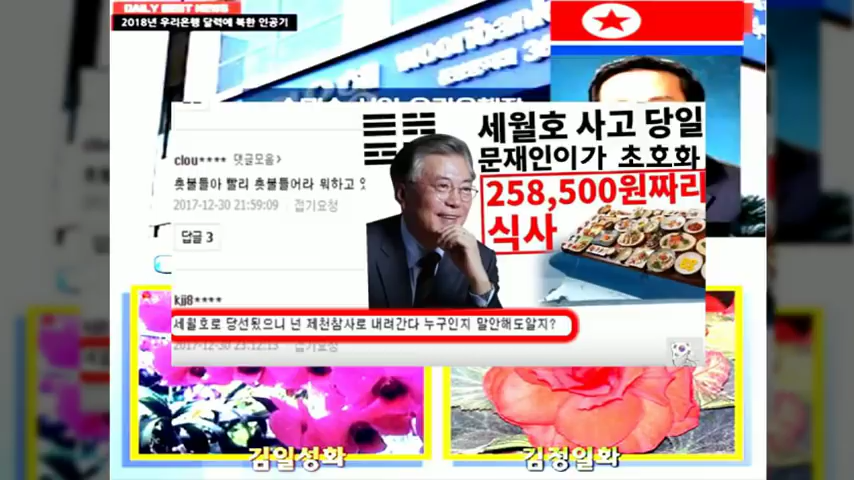 DAILY BEST NEWS
2018년 우리은행 달력에 북한 인공기
wooribank
세월호 사고 당일
문재인이가 초호화
258,500원짜리
식사
clou**** 댓글모음>
촛불들아 빨리 촛불들어라 뭐하고 있
2017-12-30 21:59:09 접기요청
답글 3
kjj8****
세월호로 당선됐으니 넌 제천참사로 내려간다 누구인지 말안해도알지?
2017-12-30 23:12:13 접기요청
김일성화
김정일화